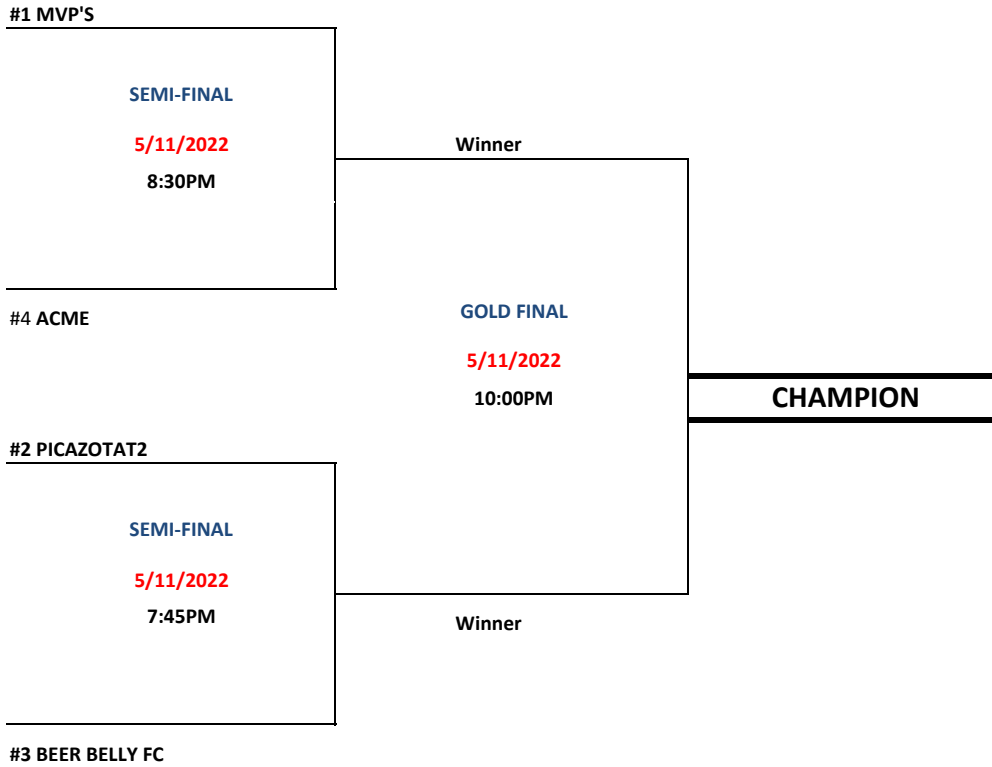 #1 MVP'S
SEMI-FINAL
5/11/2022
8:30PM
Winner
#4 ACME
GOLD FINAL
5/11/2022
10:00PM
CHAMPION
#2 PICAZOTAT2
SEMI-FINAL
5/11/2022
7:45PM
Winner
#3 BEER BELLY FC